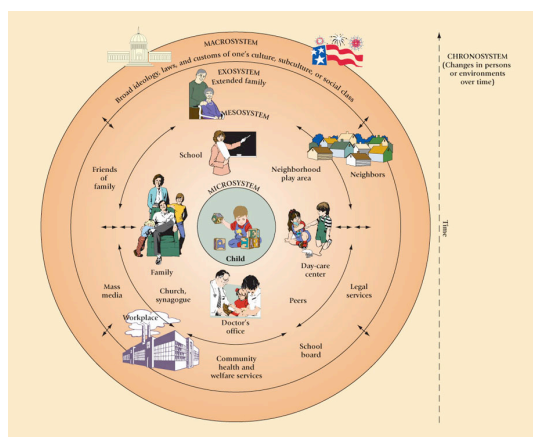 MACROSYSTEM
Broad ideology, laws, and customs of one's culture, subculture, or social class
CHRONOSYSTEM
(Changes in persons
or environments
over time)
EXOSYSTEM
Extended family
MESOSYSTEM
School
Friends
of
family
Neighborhood
play area
Neighbors
MICROSYSTEM
Child
Time
Family
Day-care
center
Mass
media
Church,
synagogue
Peers
Legal
services
Workplace
Doctor's
office
School
board
Community
health and
welfare services